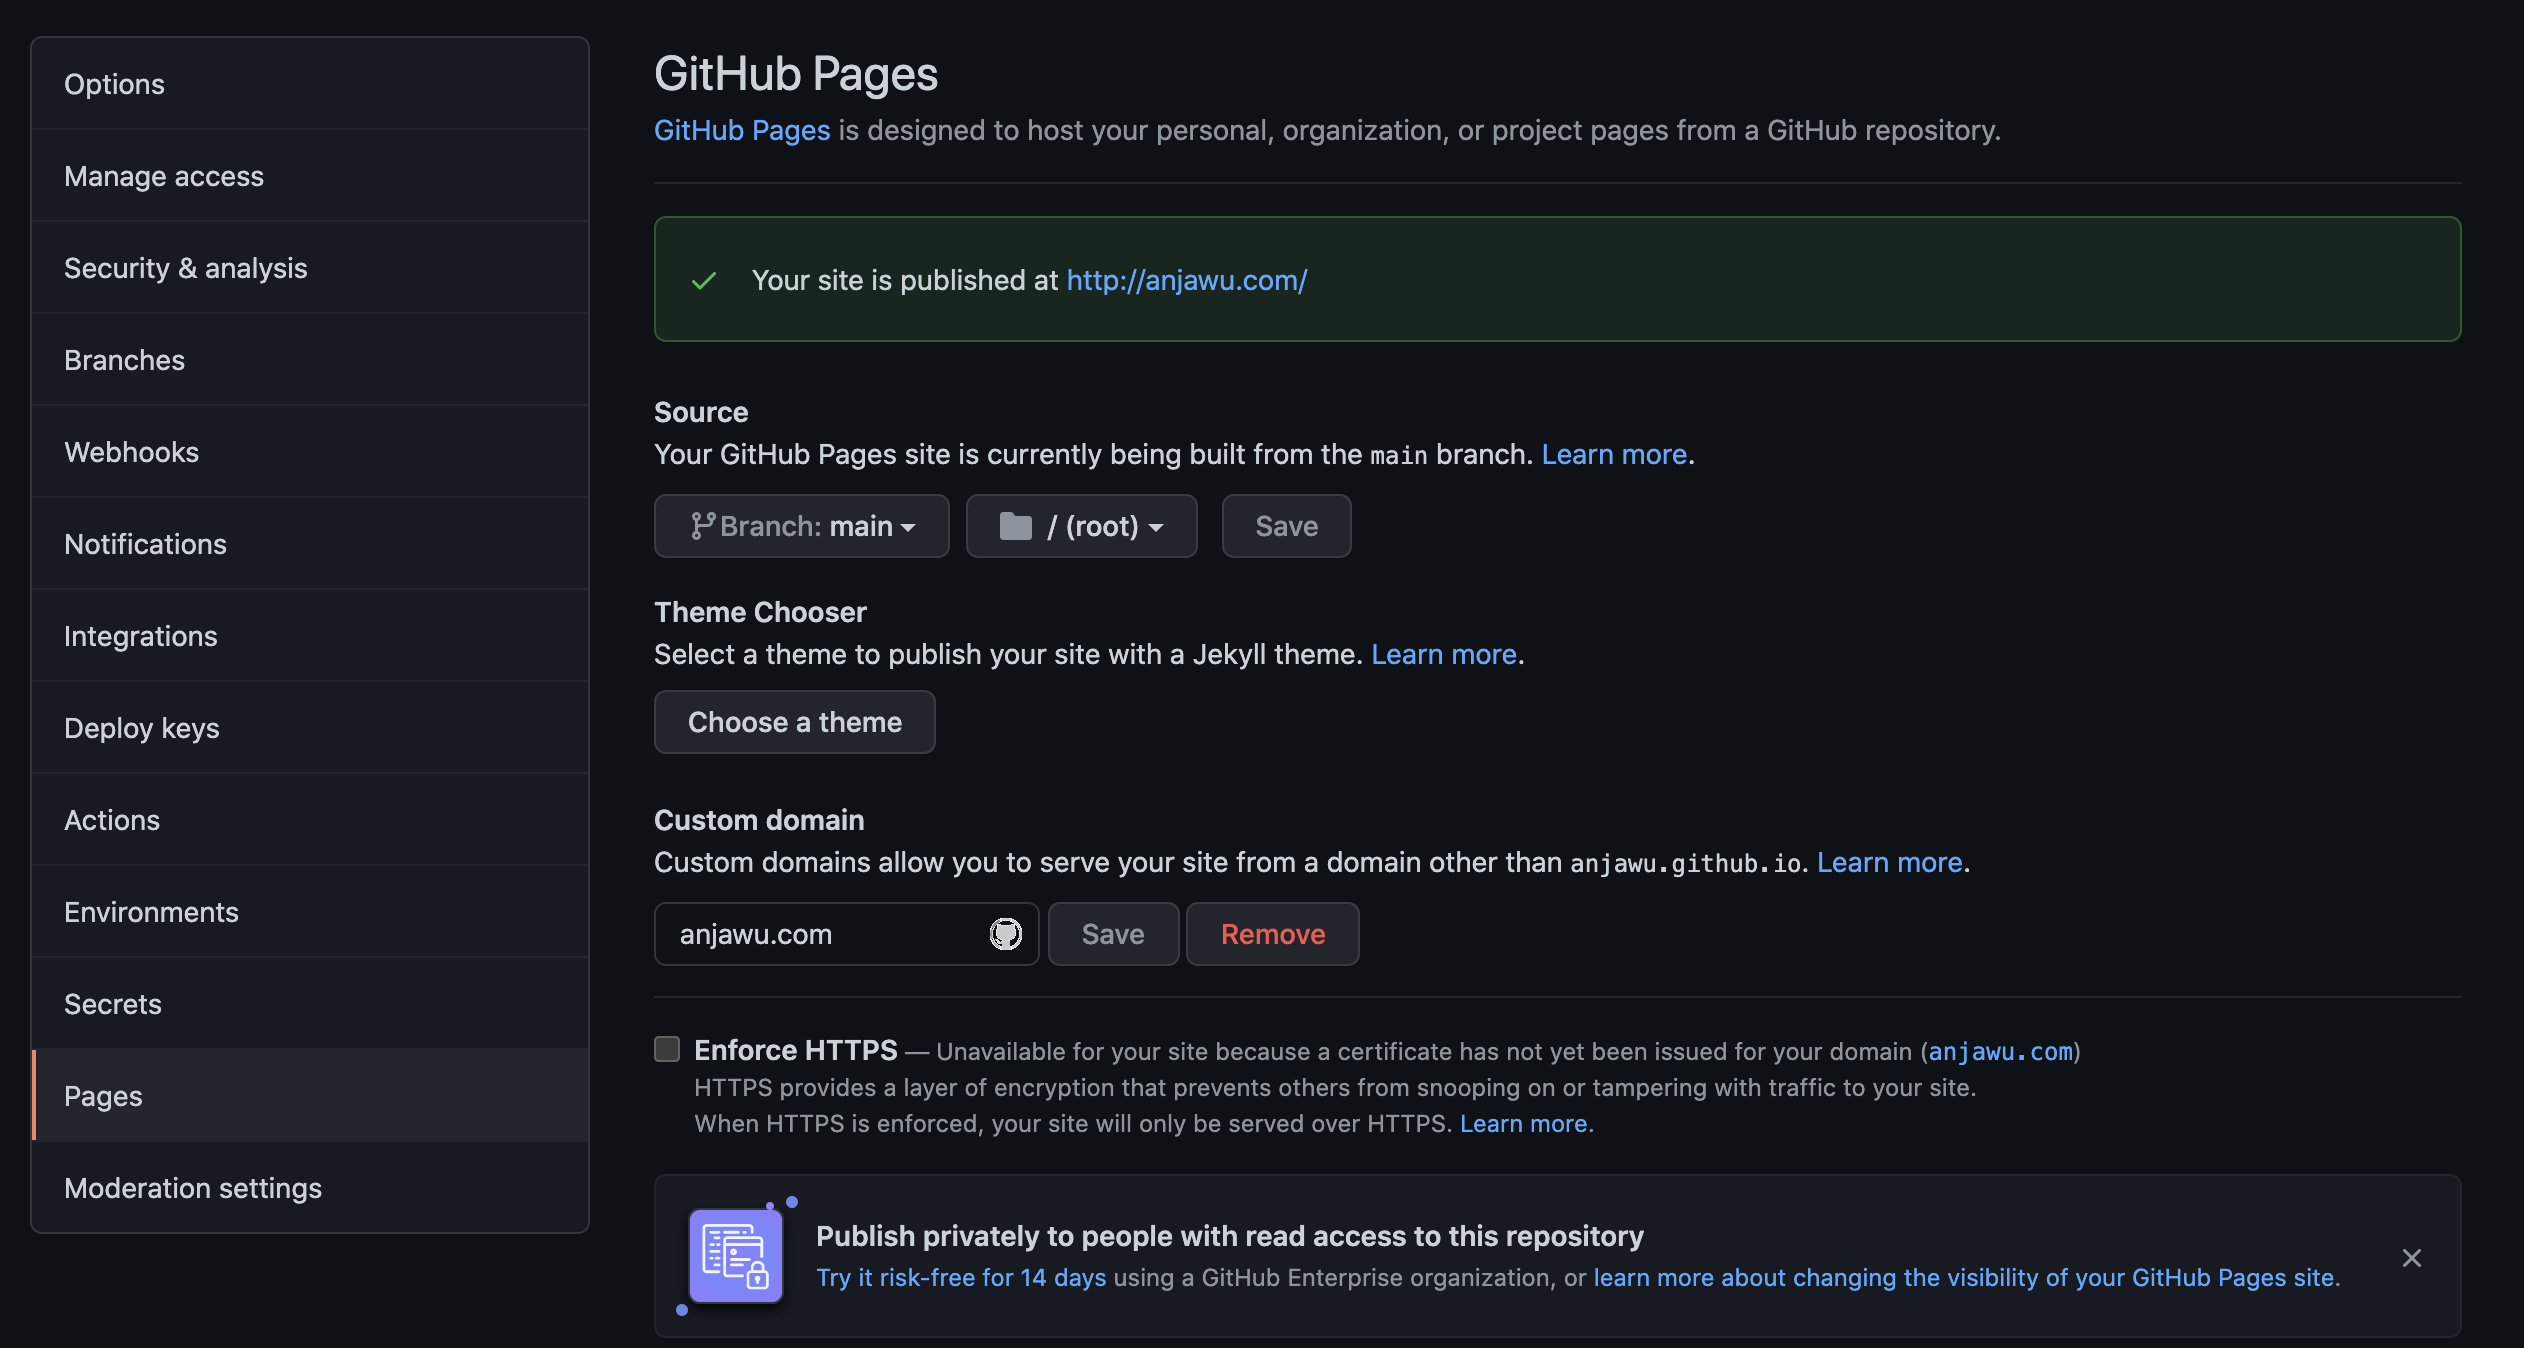 Options
Manage access
Security & analysis
Branches
Webhooks
Notifications
Integrations
Deploy keys
Actions
Environments
Secrets
Pages
Moderation settings
GitHub Pages
GitHub Pages is designed to host your personal, organization, or project pages from a GitHub repository.
Your site is published at http://anjawu.com/
Source
Your GitHub Pages site is currently being built from the main branch. Learn more.
Branch: main
/ (root)
Save
Theme Chooser
Select a theme to publish your site with a Jekyll theme. Learn more.
Choose a theme
Custom domain
Custom domains allow you to serve your site from a domain other than anjawu.github.io. Learn more.
anjawu.com
Save
Remove
Enforce HTTPS — Unavailable for your site because a certificate has not yet been issued for your domain (anjawu.com)
HTTPS provides a layer of encryption that prevents others from snooping on or tampering with traffic to your site.
When HTTPS is enforced, your site will only be served over HTTPS. Learn more.
Publish privately to people with read access to this repository
Try it risk-free for 14 days using a GitHub Enterprise organization, or learn more about changing the visibility of your GitHub Pages site.